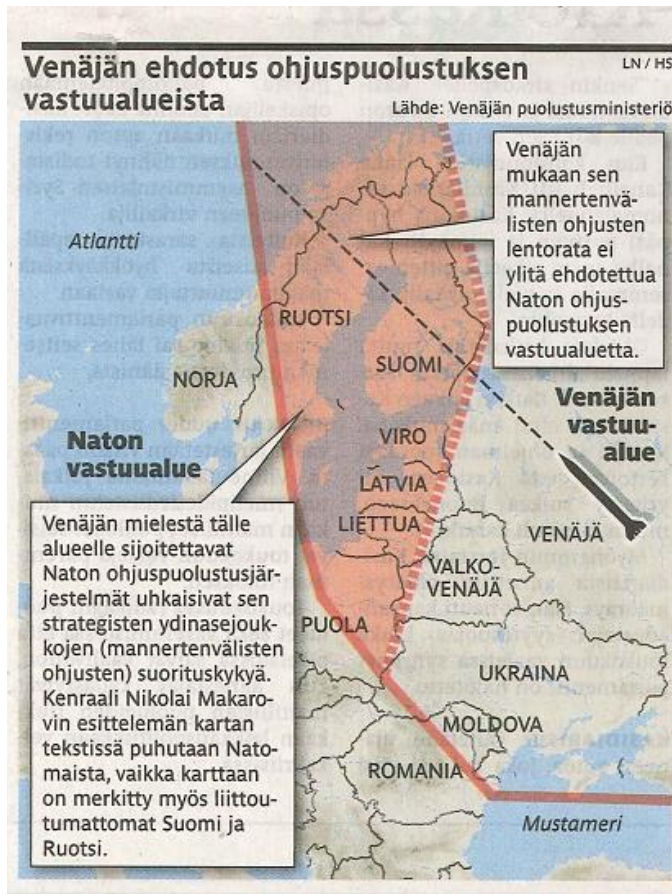 LN / HS
Venäjän ehdotus ohjuspuolustuksen
vastuualueista
Lähde: Venäjän puolustusministeriö
Venäjän
mukaan sen
mannertenvä-
listen ohjusten
lentorata ei
ylitä ehdotettua
Naton ohjus-
puolustuksen
vastuualuetta.
Atlantti
RUOTSI
SUOMI
NORJA
Venäjän
vastuu-
alue
Naton
vastuualue
VIRO
LATVIA
LIETTUA
VENÄJÄ
VALKO-
VENÄJÄ
Venäjän mielestä tälle
alueelle sijoitettavat
Naton ohjuspuolustusjär-
jestelmät uhkaisivat sen
strategisten ydinasejouk-
kojen (mannertenvälisten
ohjusten) suorituskykyä.
Kenraali Nikolai Makaro-
vin esittelemän kartan
tekstissä puhutaan Nato-
maista, vaikka karttaan
on merkitty myös liittou-
tumattomat Suomi ja
Ruotsi.
PUOLA
UKRAINA
MOLDOVA
ROMANIA
Mustameri